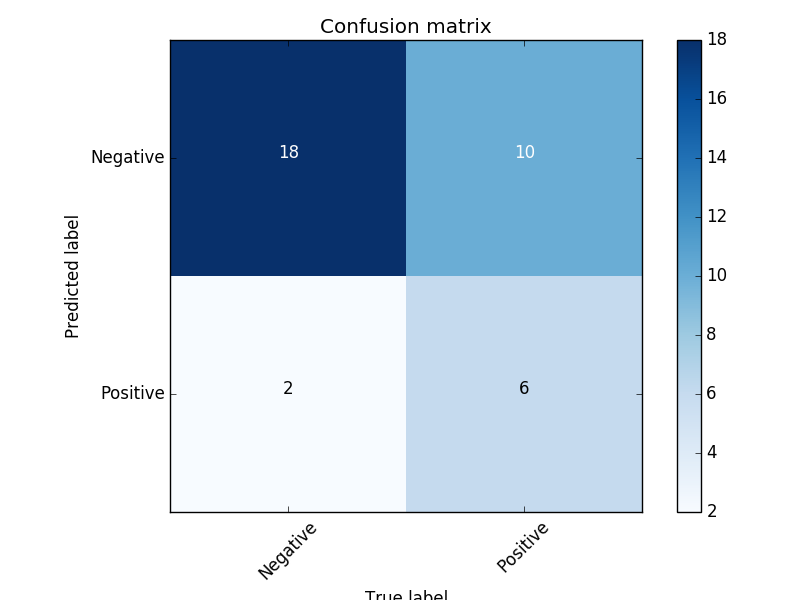 Confusion matrix
Negative
Positive
Predicted label
18
10
2
6
Negative
Positive
True label
18
16
14
12
10
8
6
4
2